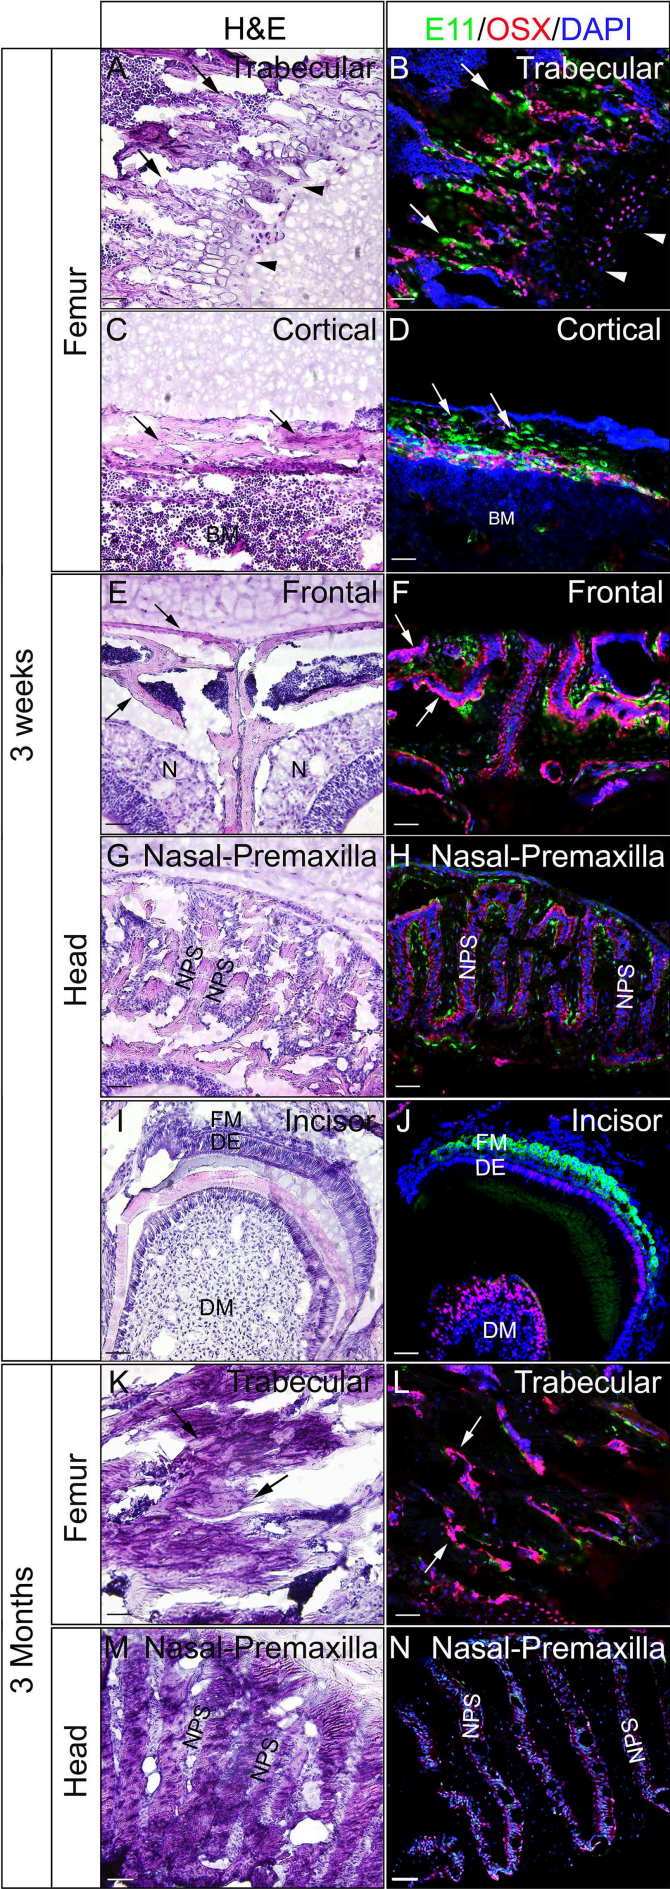 H&E
E11/OSX/DAPI
3 weeks
Femur
A Trabecular
B Trabecular
C Cortical
BM
D Cortical
BM
Head
E Frontal
N N
F Frontal
G Nasal-Premaxilla
NPS NPS
H Nasal-Premaxilla
NPS NPS
I Incisor
FM
DE
DM
J Incisor
FM
DE
DM
3 Months
Femur
K Trabecular
L Trabecular
Head
M Nasal-Premaxilla
NPS NPS
N Nasal-Premaxilla
NPS NPS